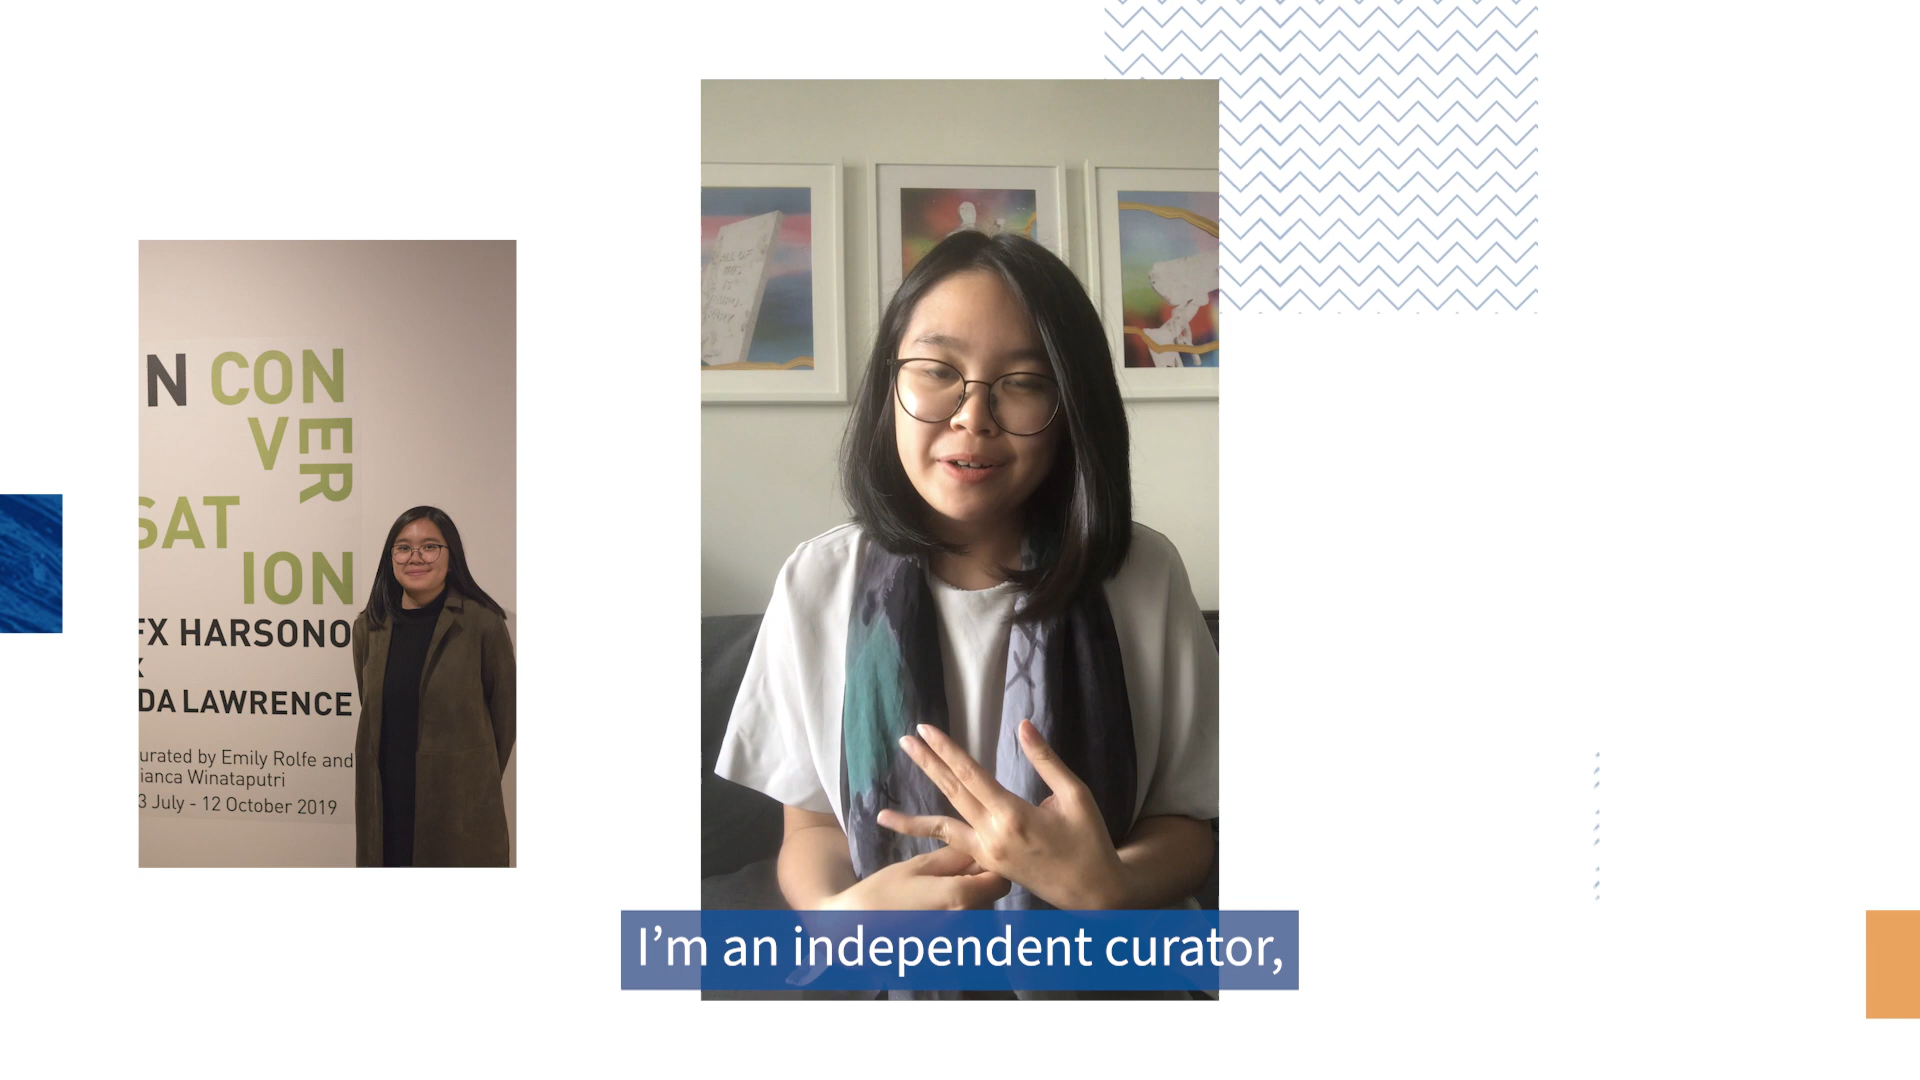 N CON
VER
SAT
ION
FX HARSONO
X
DA LAWRENCE
urated by Emily Rolfe and
ianca Winataputri
3 July - 12 October 2019
I'm an independent curator,